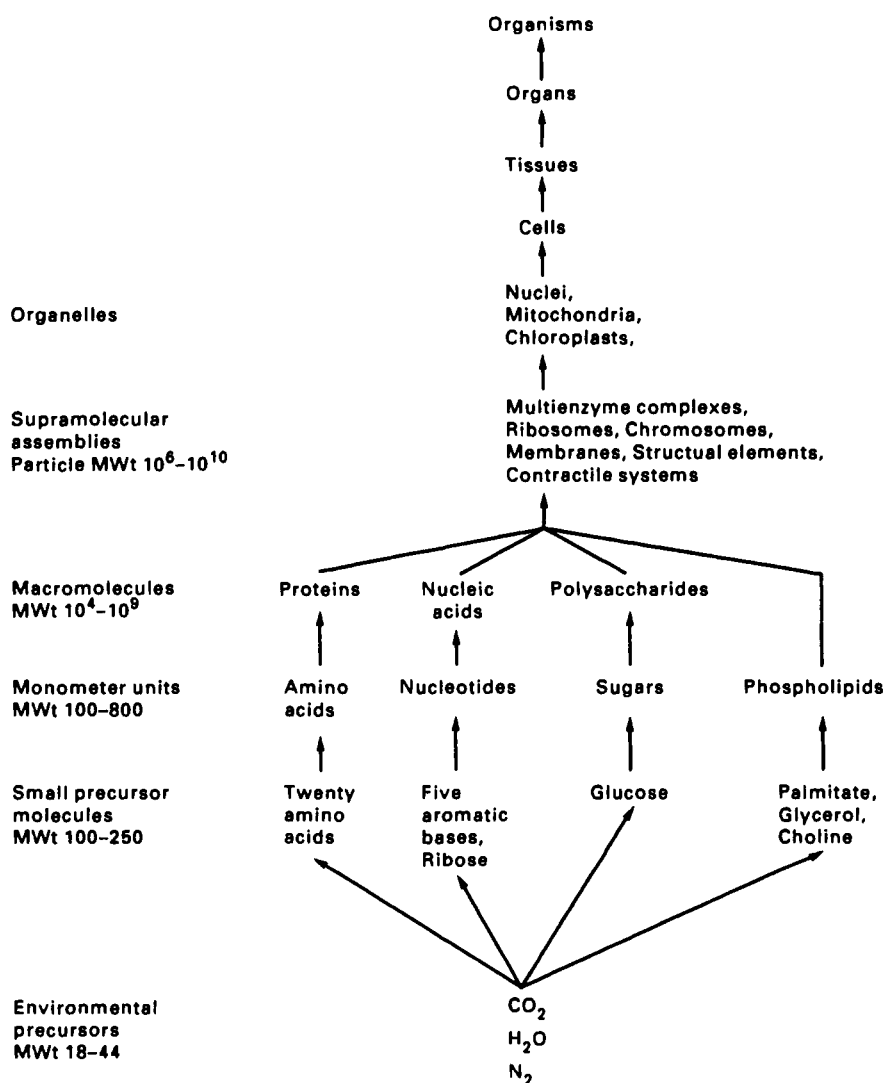 Organisms
Organs
Tissues
Cells
Organelles
Nuclei,
Mitochondria,
Chloroplasts,
Supramolecular
assemblies
Particle MWt 10⁶–10¹⁰
Multienzyme complexes,
Ribosomes, Chromosomes,
Membranes, Structual elements,
Contractile systems
Macromolecules
MWt 10⁴–10⁹
Proteins
Nucleic
acids
Polysaccharides
Monometer units
MWt 100–800
Amino
acids
Nucleotides
Sugars
Phospholipids
Small precursor
molecules
MWt 100–250
Twenty
amino
acids
Five
aromatic
bases,
Ribose
Glucose
Palmitate,
Glycerol,
Choline
Environmental
precursors
MWt 18–44
CO₂
H₂O
N₂